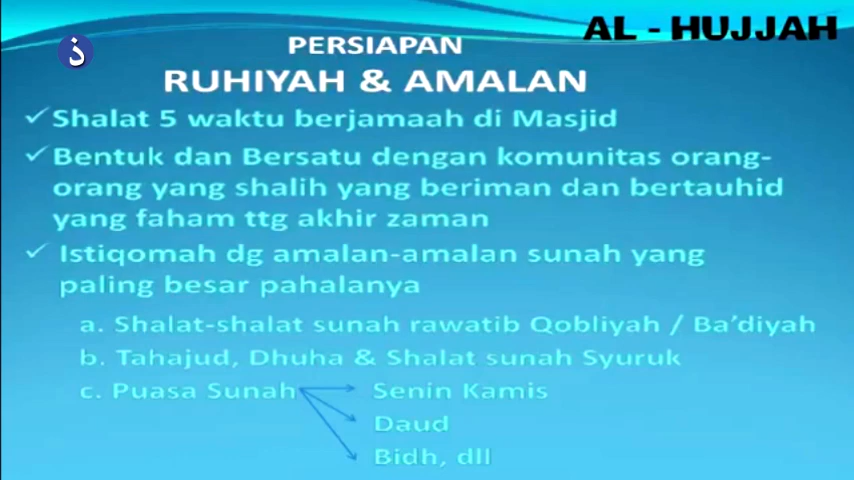 AL - HUJJAH
ذ
PERSIAPAN
RUHIYAH & AMALAN
✓Shalat 5 waktu berjamaah di Masjid
✓Bentuk dan Bersatu dengan komunitas orang-
orang yang shalih yang beriman dan bertauhid
yang faham ttg akhir zaman
✓ Istiqomah dg amalan-amalan sunah yang
paling besar pahalanya
a. Shalat-shalat sunah rawatib Qobliyah / Ba’diyah
b. Tahajud, Dhuha & Shalat sunah Syuruk
c. Puasa Sunah Senin Kamis
Daud
Bidh, dll